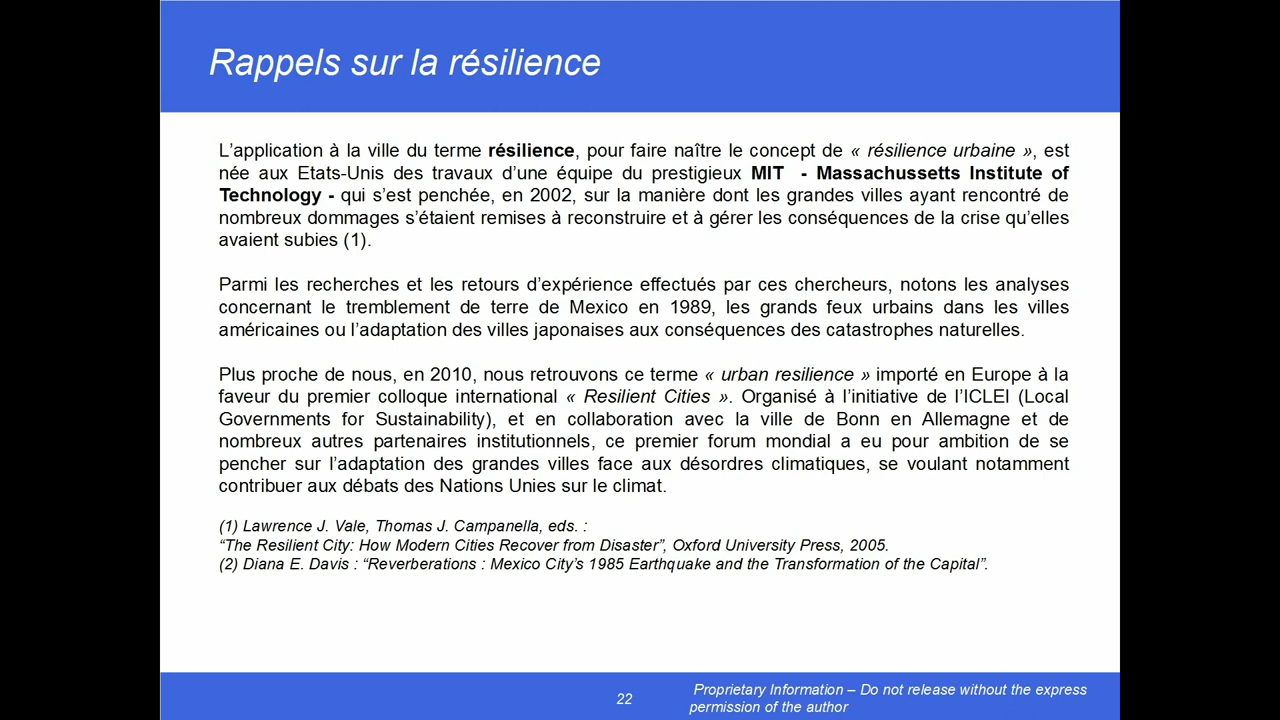 Rappels sur la résilience
L’application à la ville du terme résilience, pour faire naître le concept de « résilience urbaine », est
née aux Etats-Unis des travaux d’une équipe du prestigieux MIT - Massachussetts Institute of
Technology - qui s’est penchée, en 2002, sur la manière dont les grandes villes ayant rencontré de
nombreux dommages s’étaient remises à reconstruire et à gérer les conséquences de la crise qu’elles
avaient subies (1).
Parmi les recherches et les retours d’expérience effectués par ces chercheurs, notons les analyses
concernant le tremblement de terre de Mexico en 1989, les grands feux urbains dans les villes
américaines ou l’adaptation des villes japonaises aux conséquences des catastrophes naturelles.
Plus proche de nous, en 2010, nous retrouvons ce terme « urban resilience » importé en Europe à la
faveur du premier colloque international « Resilient Cities ». Organisé à l’initiative de l’ICLEI (Local
Governments for Sustainability), et en collaboration avec la ville de Bonn en Allemagne et de
nombreux autres partenaires institutionnels, ce premier forum mondial a eu pour ambition de se
pencher sur l’adaptation des grandes villes face aux désordres climatiques, se voulant notamment
contribuer aux débats des Nations Unies sur le climat.
(1) Lawrence J. Vale, Thomas J. Campanella, eds. :
“The Resilient City: How Modern Cities Recover from Disaster”, Oxford University Press, 2005.
(2) Diana E. Davis : “Reverberations : Mexico City’s 1985 Earthquake and the Transformation of the Capital”.
22
Proprietary Information – Do not release without the express
permission of the author